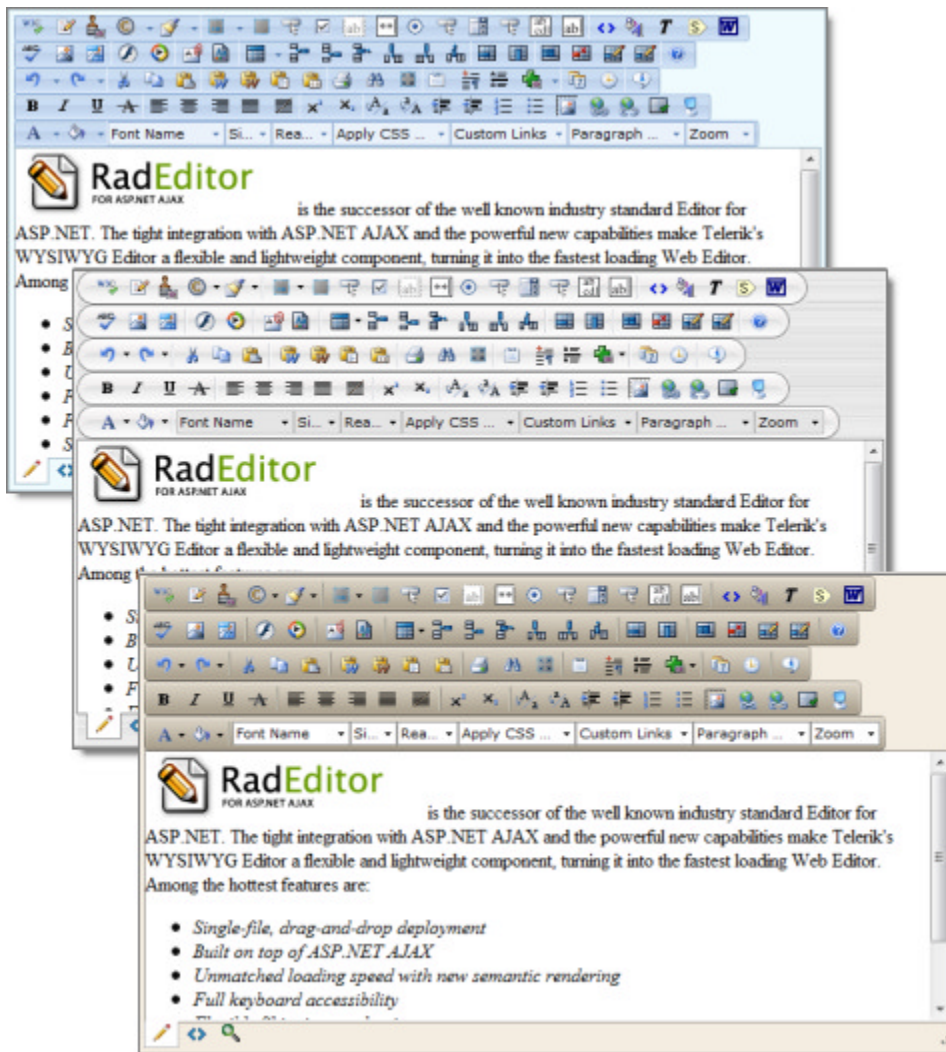 Font Name Si... Rea... Apply CSS ... Custom Links Paragraph ... Zoom
RadEditor
FOR ASP.NET AJAX
is the successor of the well known industry standard Editor for
ASP.NET. The tight integration with ASP.NET AJAX and the powerful new capabilities make Telerik's
WYSIWYG Editor a flexible and lightweight component, turning it into the fastest loading Web Editor.
Among
Font Name Si... Rea... Apply CSS ... Custom Links Paragraph ... Zoom
RadEditor
FOR ASP.NET AJAX
is the successor of the well known industry standard Editor for
ASP.NET. The tight integration with ASP.NET AJAX and the powerful new capabilities make Telerik's
WYSIWYG Editor a flexible and lightweight component, turning it into the fastest loading Web Editor.
Among
Font Name Si... Rea... Apply CSS ... Custom Links Paragraph ... Zoom
RadEditor
FOR ASP.NET AJAX
is the successor of the well known industry standard Editor for
ASP.NET. The tight integration with ASP.NET AJAX and the powerful new capabilities make Telerik's
WYSIWYG Editor a flexible and lightweight component, turning it into the fastest loading Web Editor.
Among the hottest features are:
Single-file, drag-and-drop deployment
Built on top of ASP.NET AJAX
Unmatched loading speed with new semantic rendering
Full keyboard accessibility